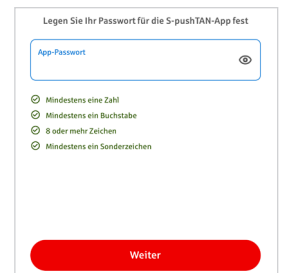 Legen Sie Ihr Passwort für die S-pushTAN-App fest
App-Passwort
Mindestens eine Zahl
Mindestens ein Buchstabe
8 oder mehr Zeichen
Mindestens ein Sonderzeichen
Weiter